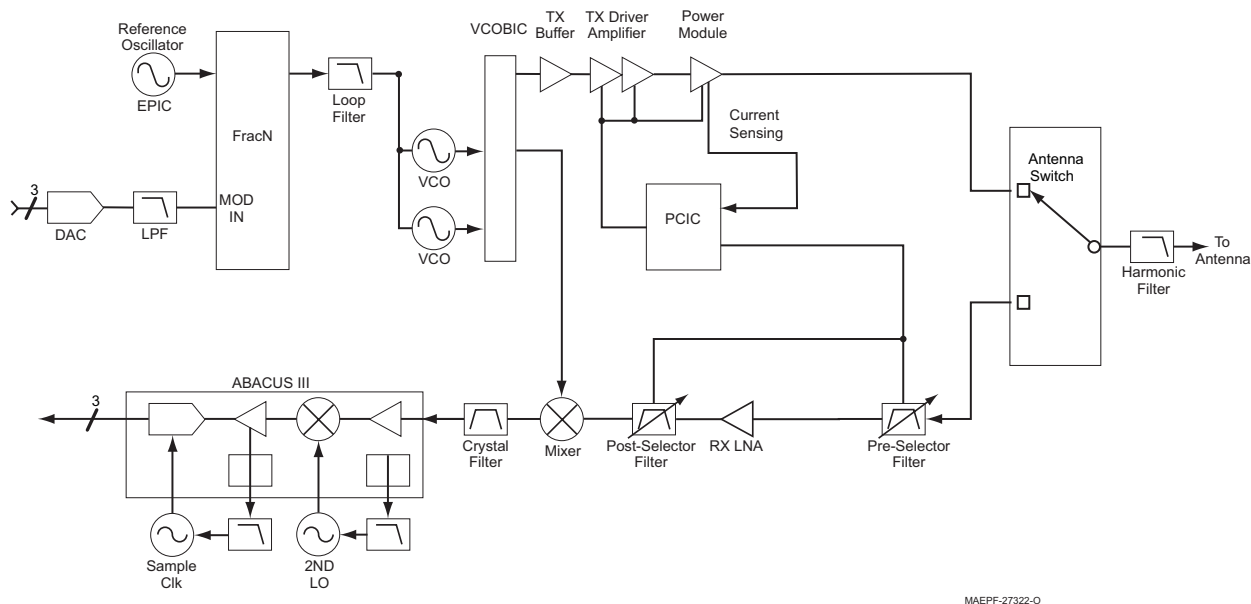 Reference
Oscillator
EPIC
FracN
MOD
IN
3
DAC
LPF
Loop
Filter
VCO
VCO
VCOBIC
TX
Buffer
TX Driver
Amplifier
Power
Module
Current
Sensing
PCIC
Antenna
Switch
To
Antenna
Harmonic
Filter
ABACUS III
3
Crystal
Filter
Mixer
Post-Selector
Filter
RX LNA
Pre-Selector
Filter
Sample
Clk
2ND
LO
MAEPF-27322-O